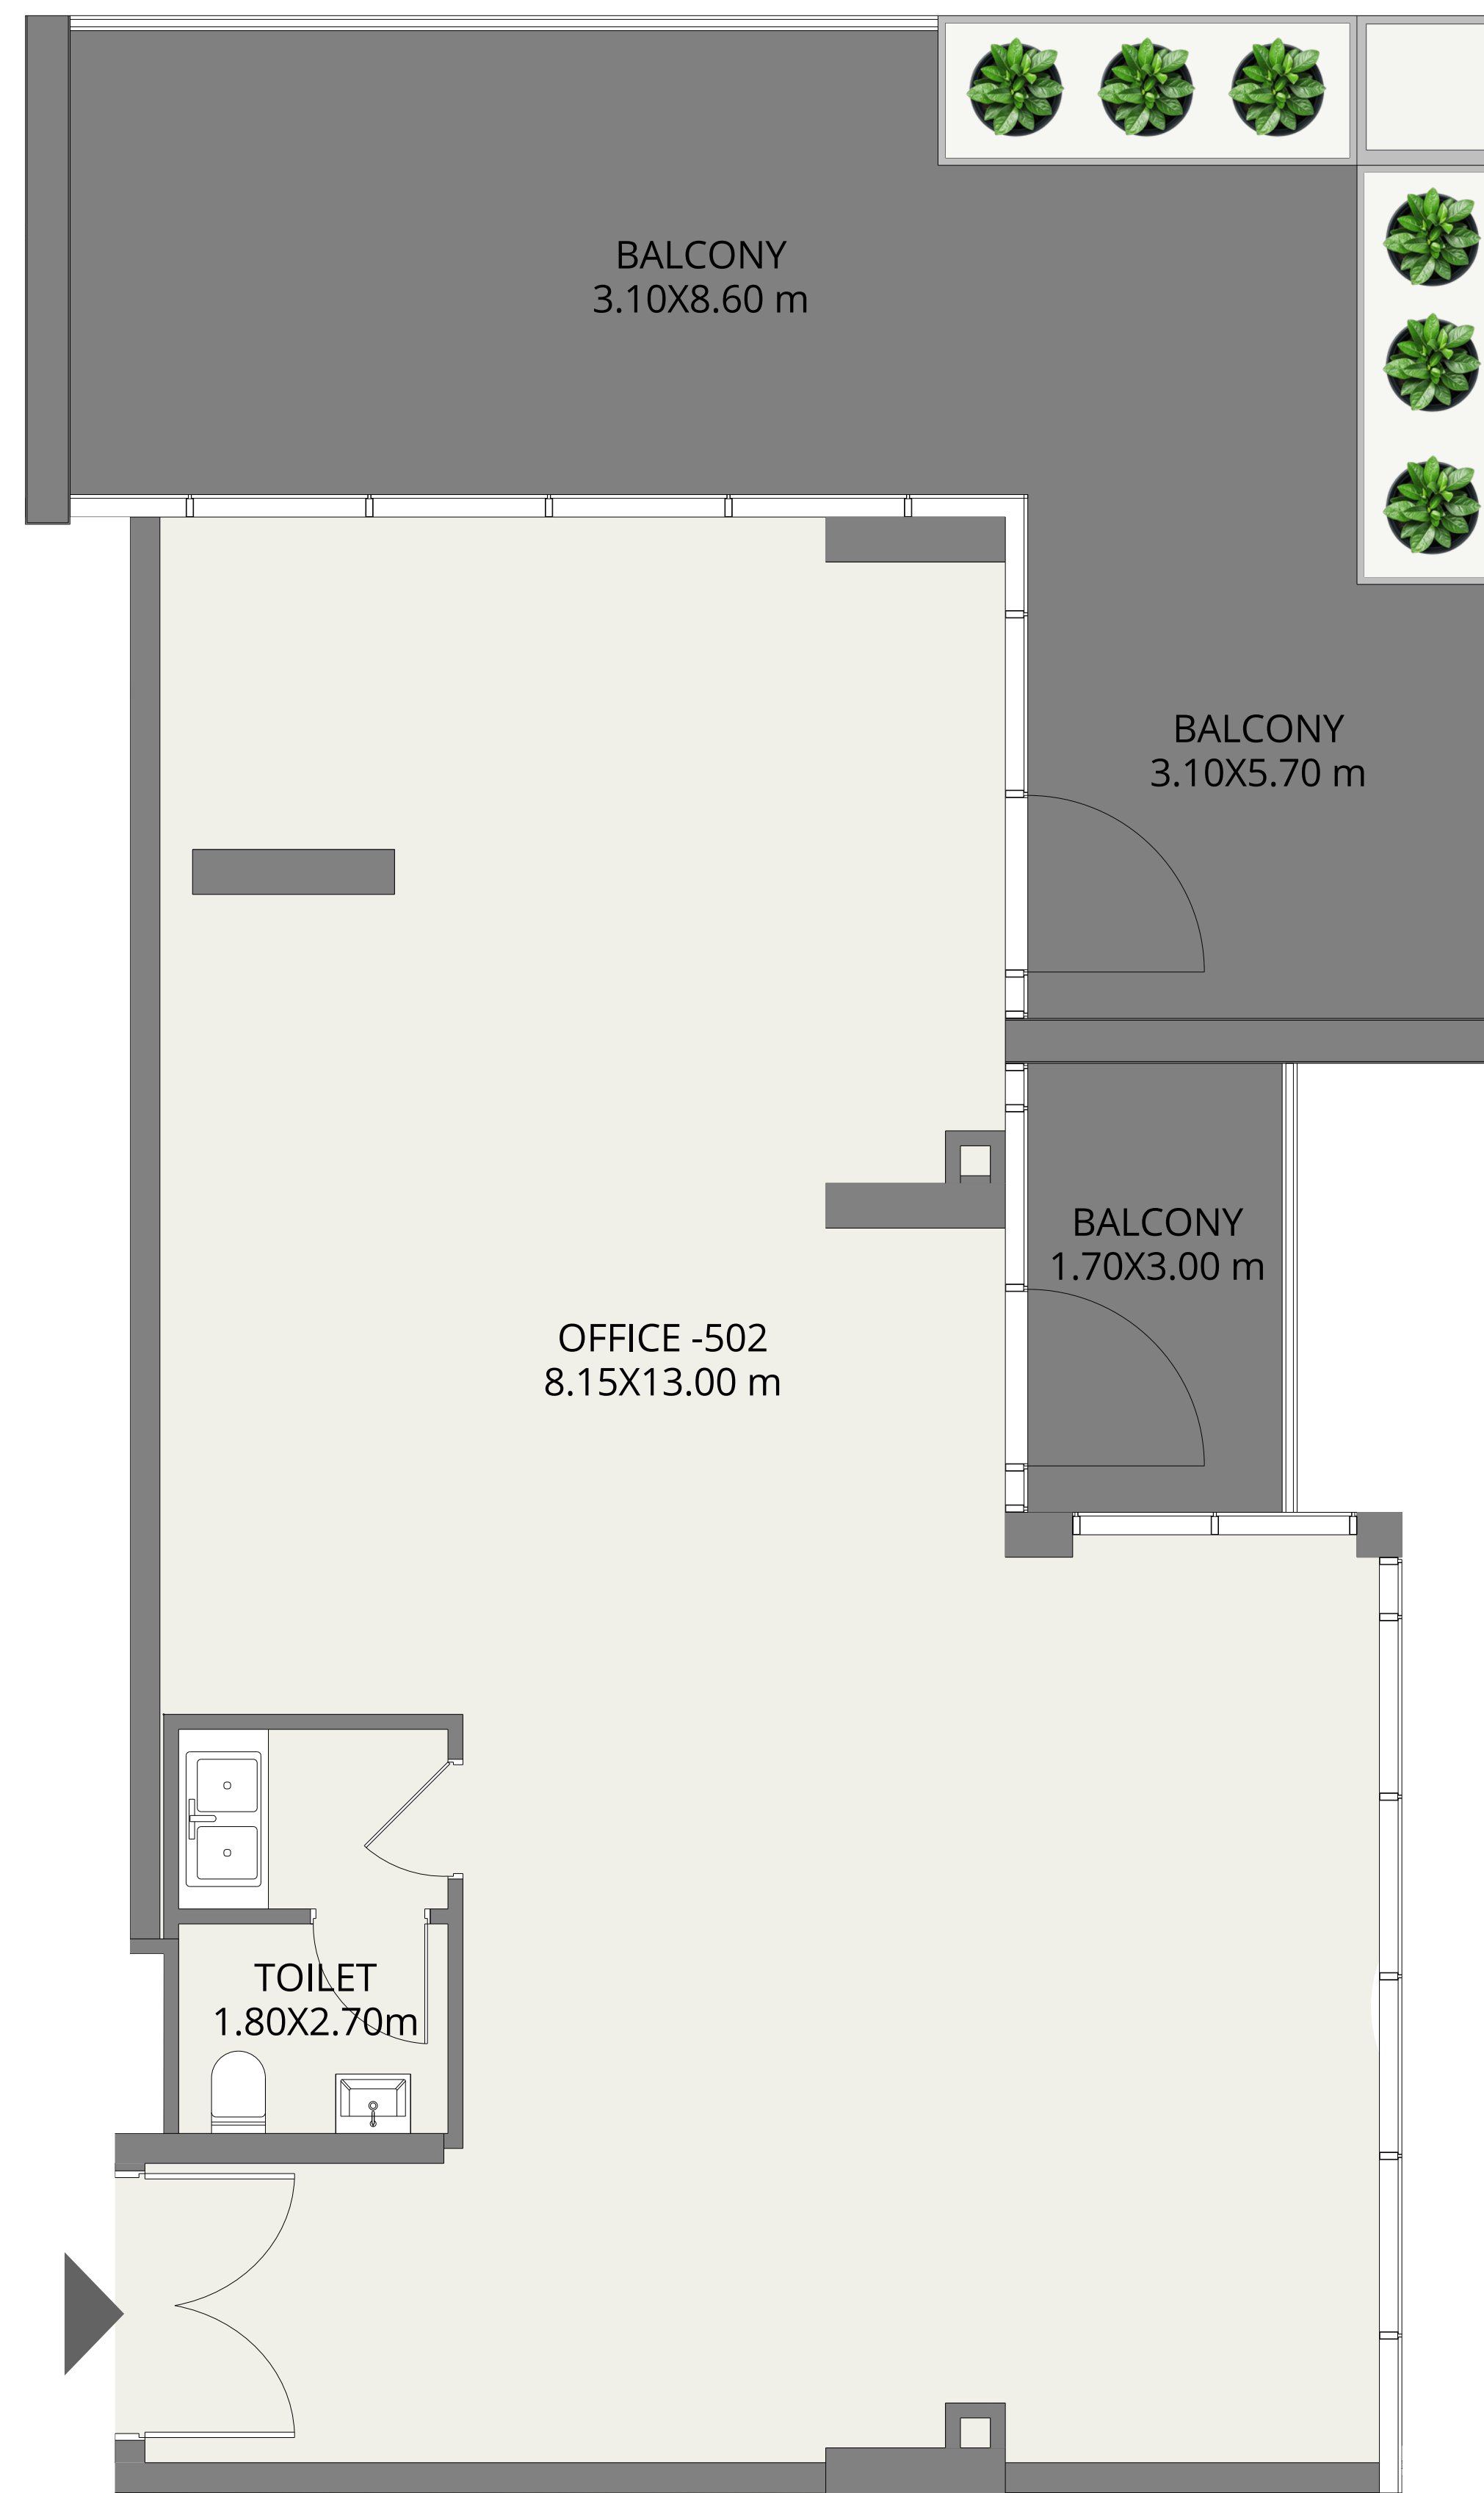 BALCONY
3.10X8.60 m
BALCONY
3.10X5.70 m
BALCONY
1.70X3.00 m
OFFICE -502
8.15X13.00 m
TOILET
1.80X2.70m